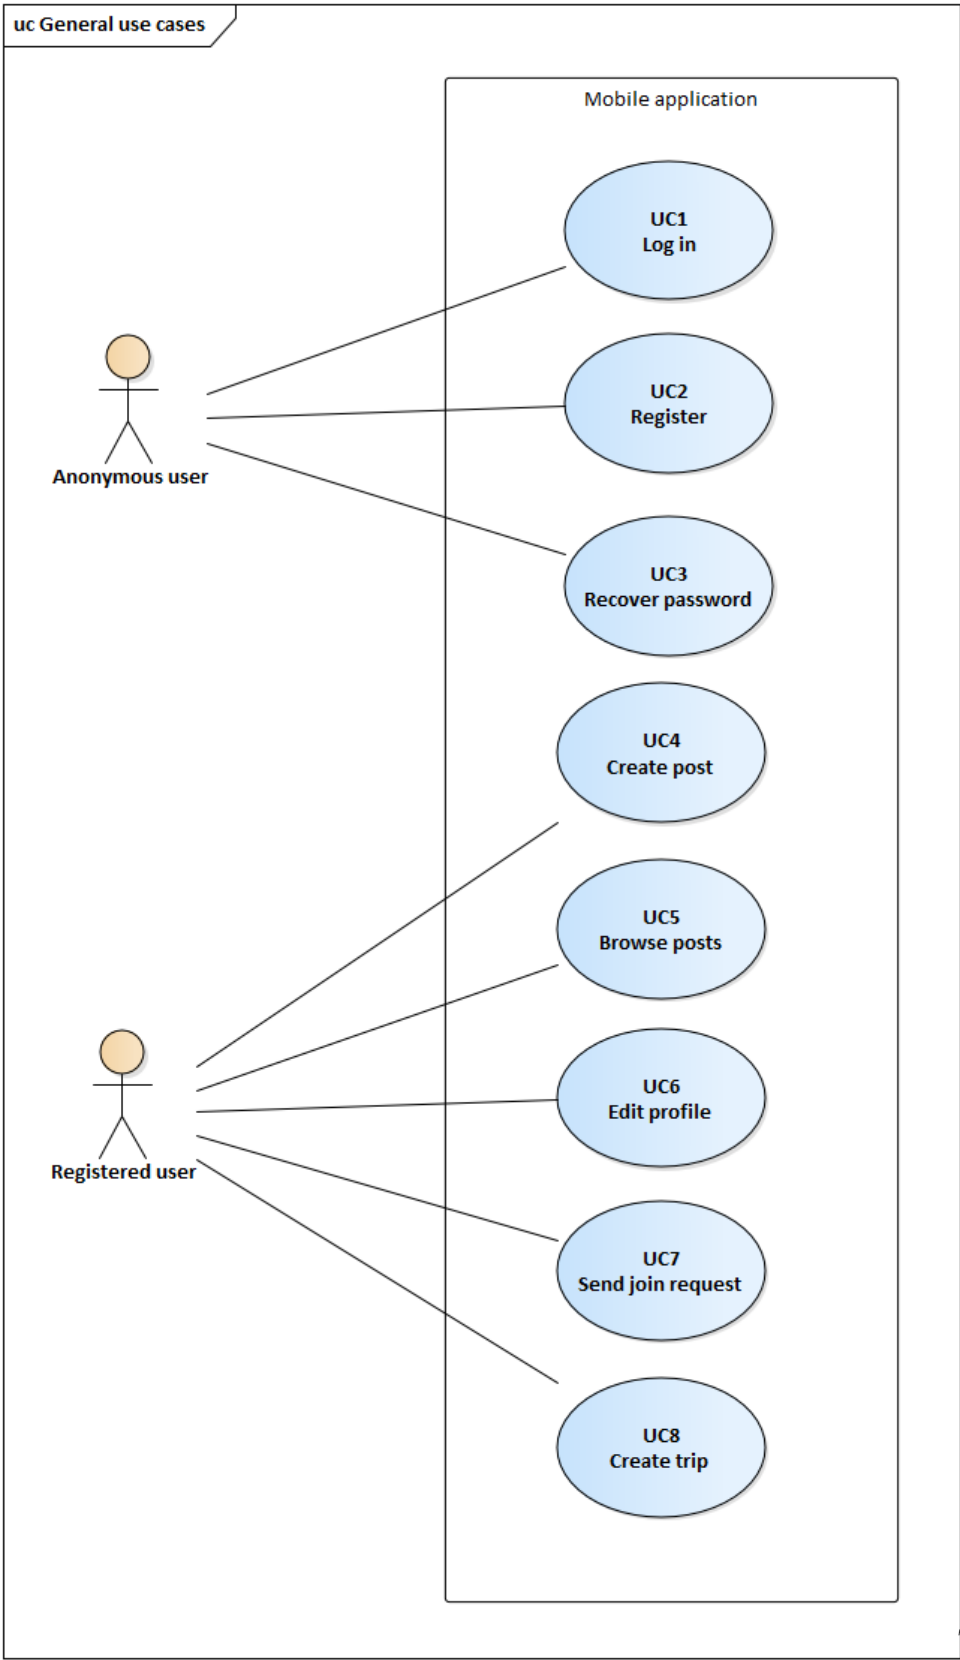 uc General use cases
Mobile application
UC1
Log in
UC2
Register
Anonymous user
UC3
Recover password
UC4
Create post
UC5
Browse posts
UC6
Edit profile
Registered user
UC7
Send join request
UC8
Create trip